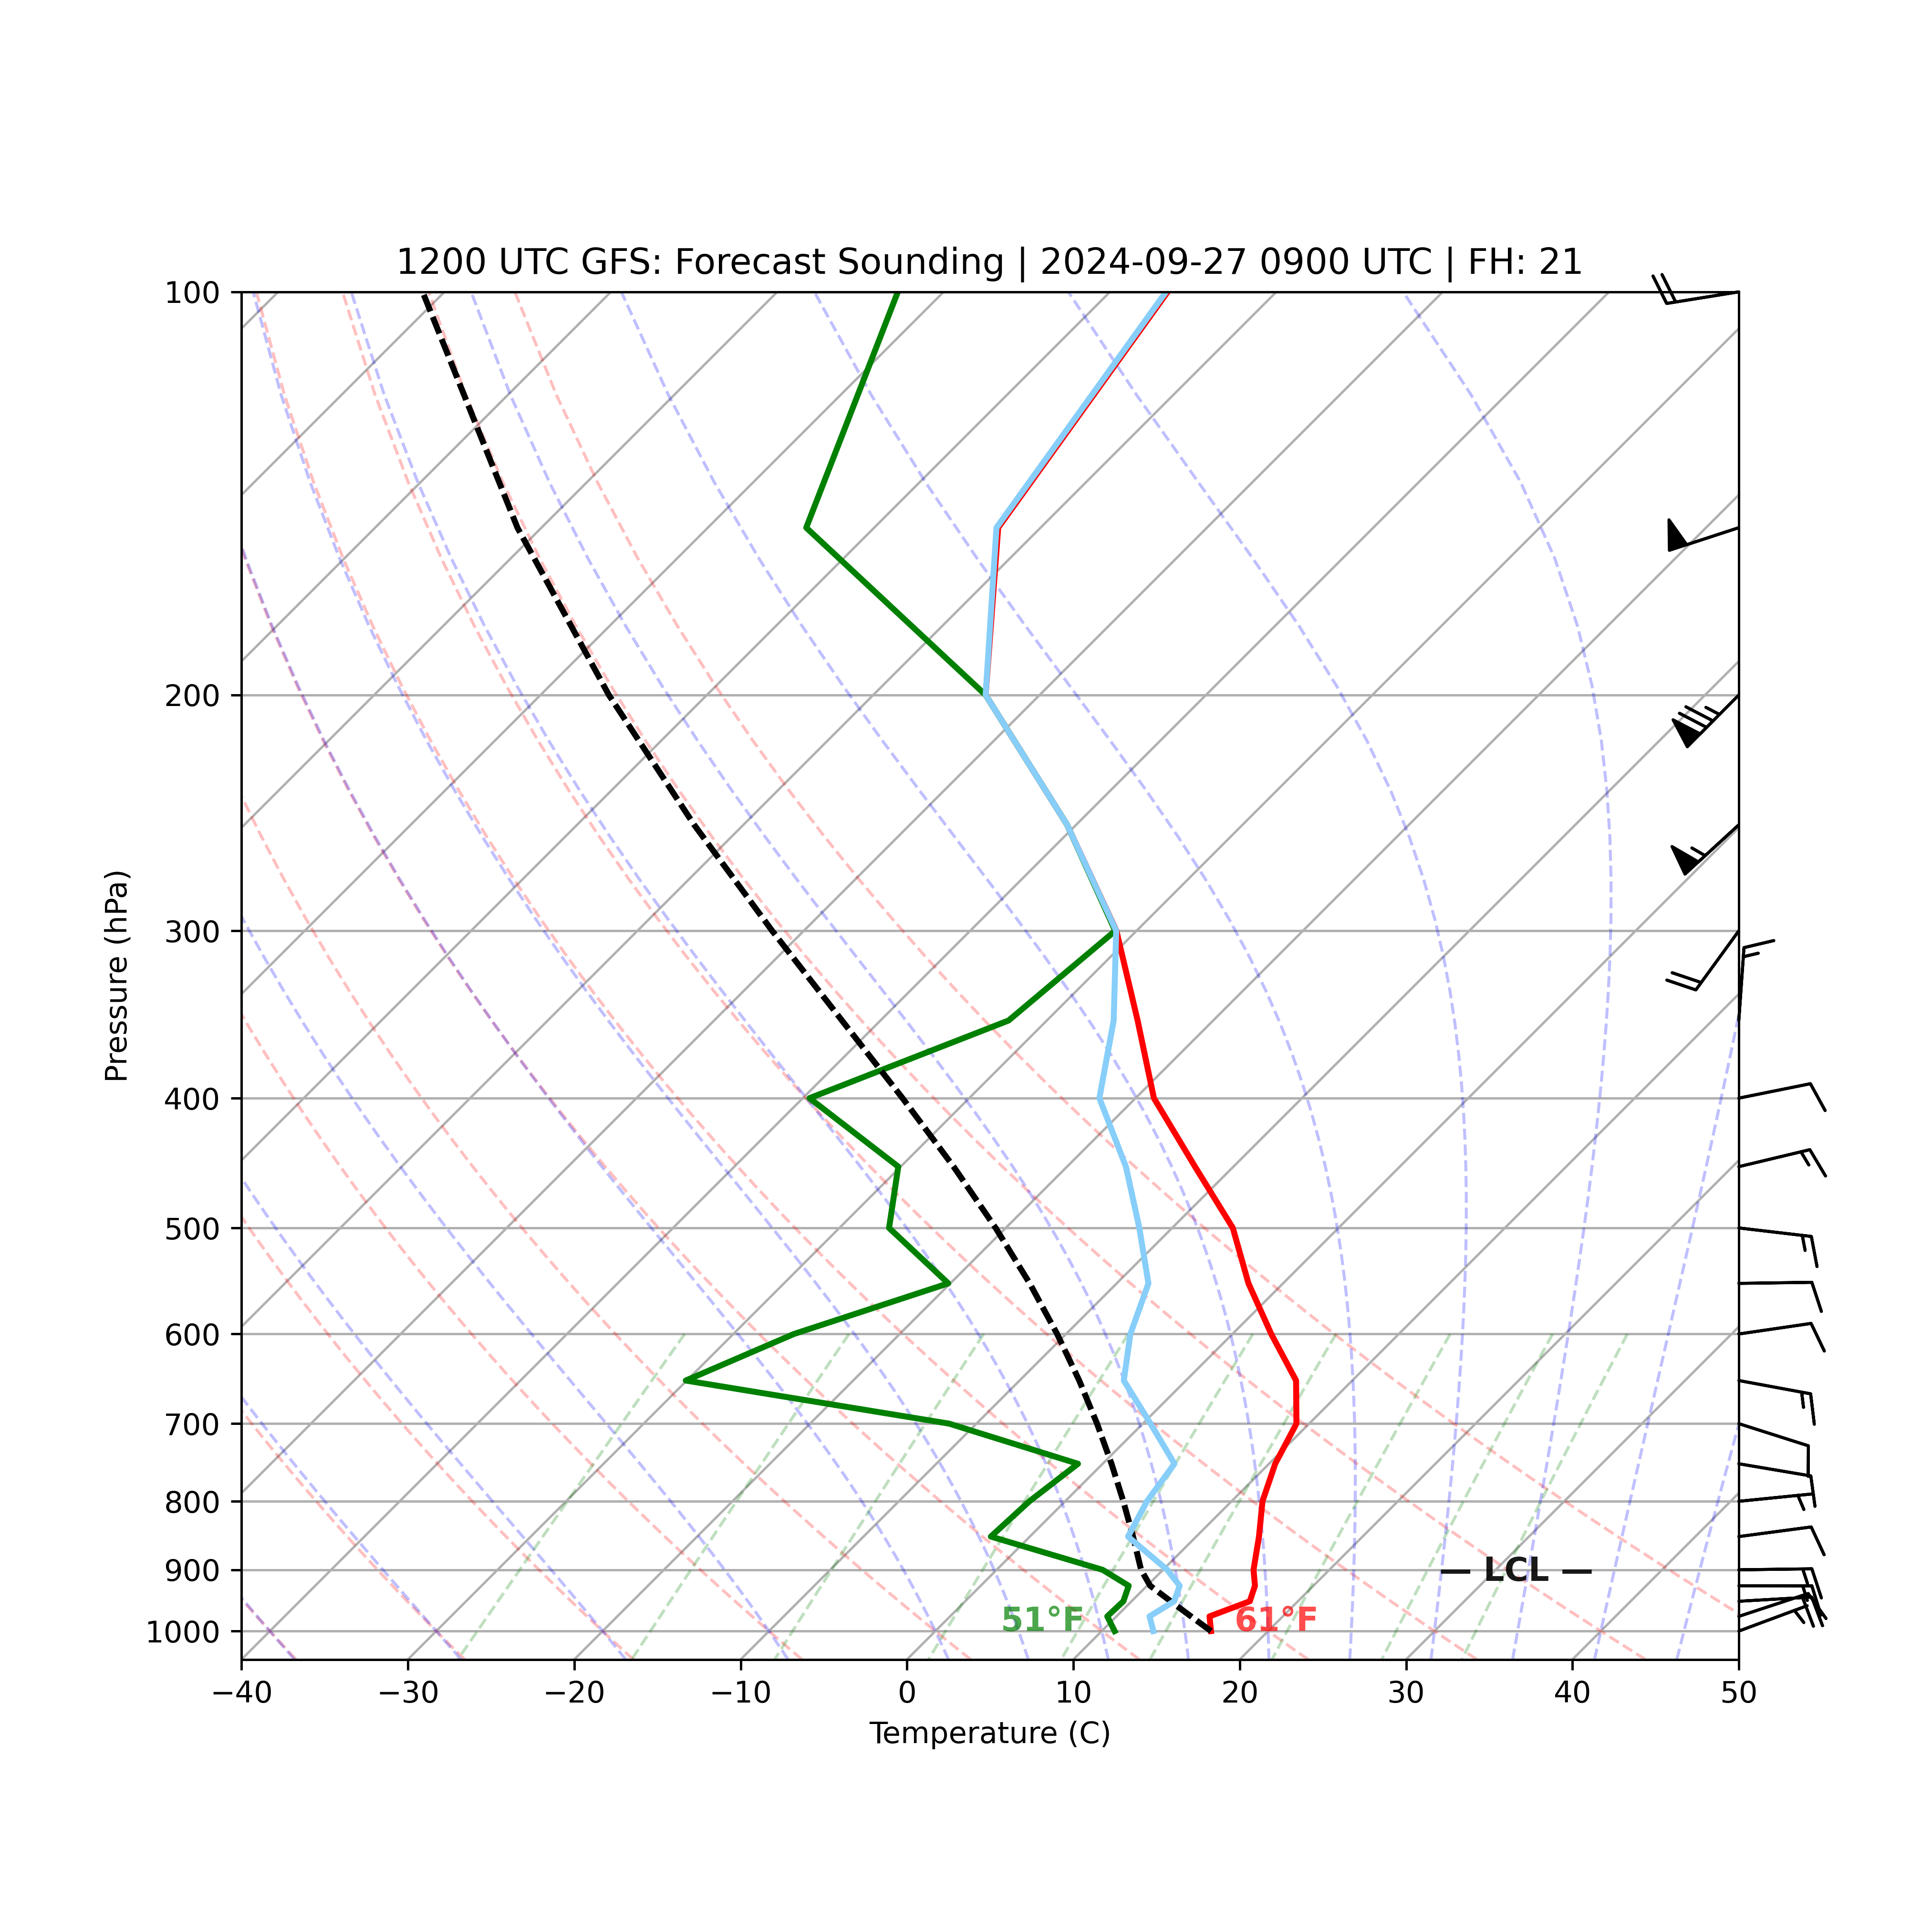 1200 UTC GFS: Forecast Sounding | 2024-09-27 0900 UTC | FH: 21
100
200
300
400
500
600
700
800
900
1000
Pressure (hPa)
— LCL —
51°F
61°F
−40 −30 −20 −10 0 10 20 30 40 50
Temperature (C)